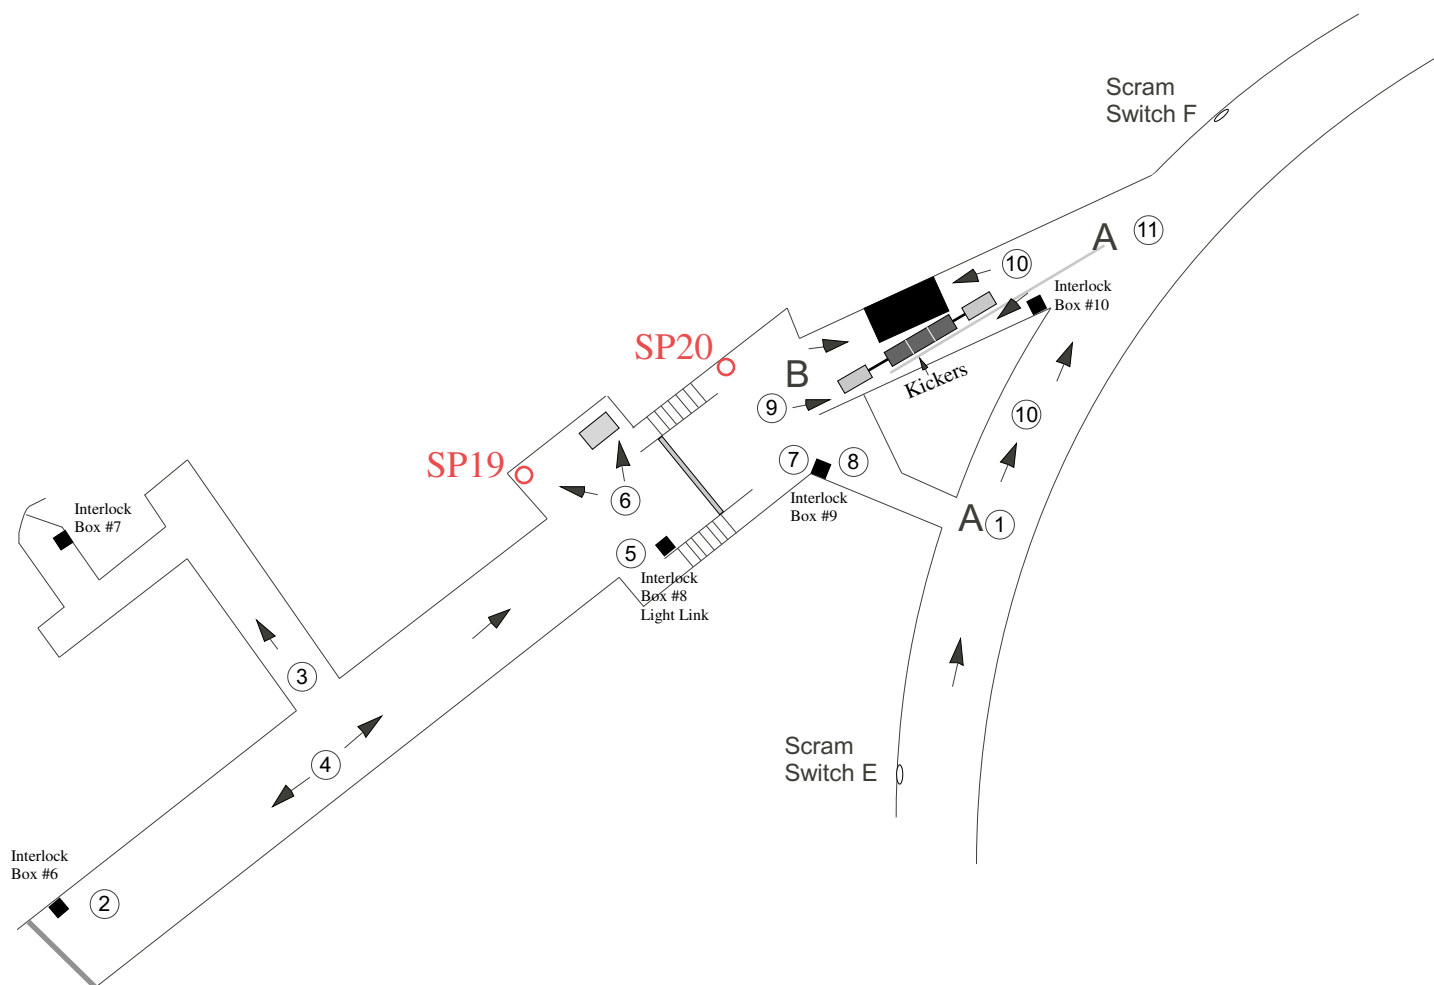 Scram
Switch F
A
11
10
Interlock
Box #10
SP20
B
Kickers
9
10
SP19
7
8
6
Interlock
Box #9
Interlock
Box #7
A
1
5
Interlock
Box #8
Light Link
3
Scram
Switch E
4
Interlock
Box #6
2